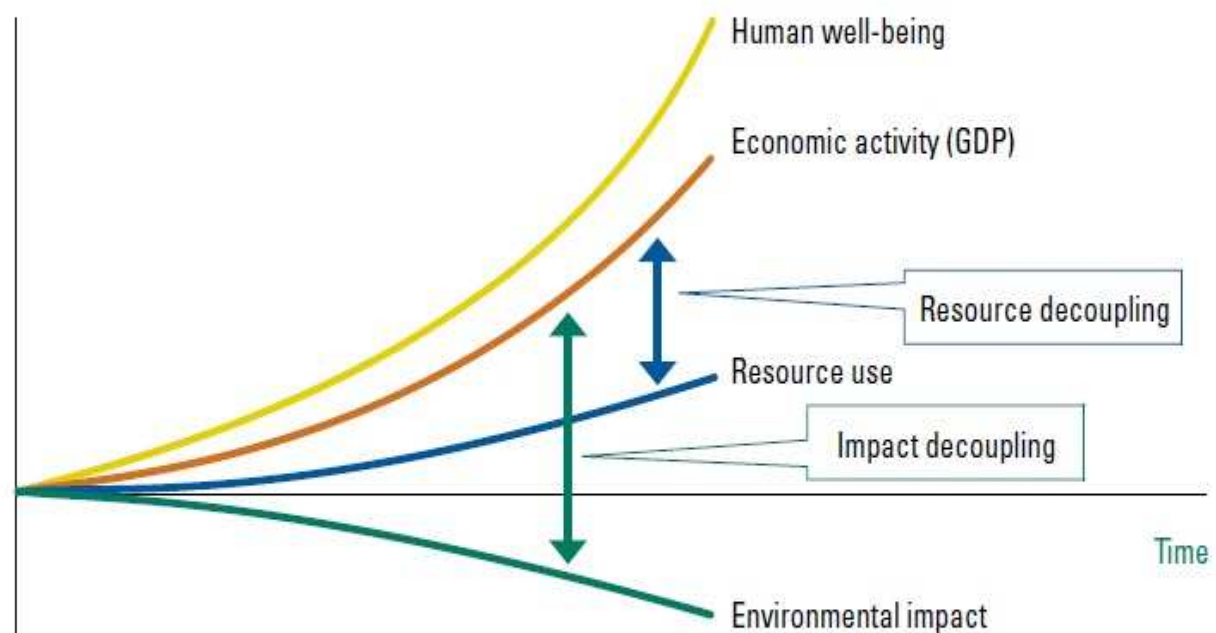 Human well-being
Economic activity (GDP)
Resource decoupling
Resource use
Impact decoupling
Time
Environmental impact